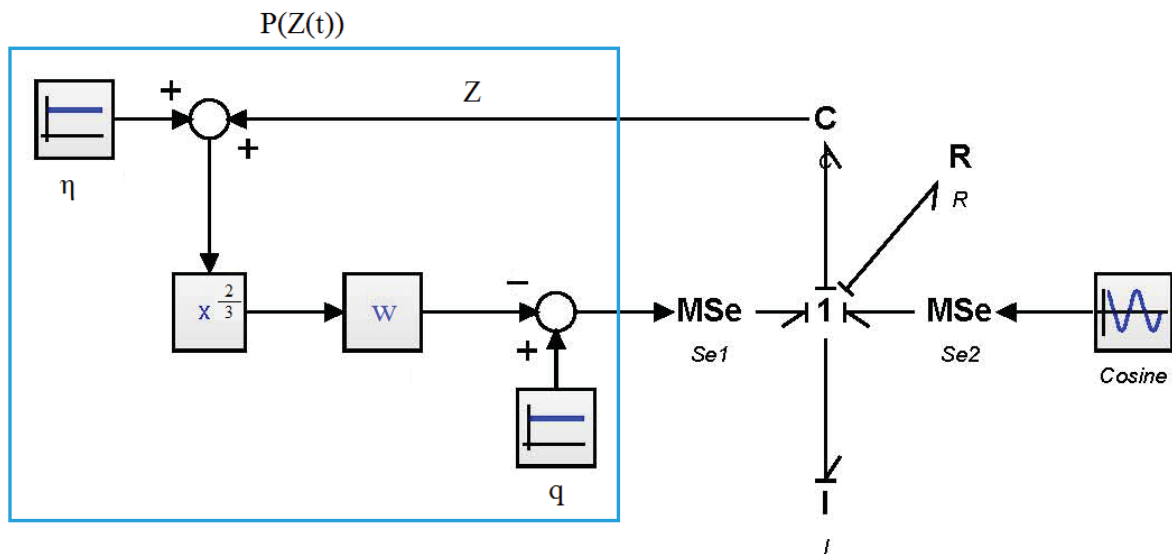 P(Z(t))
+
Z
+
η
C
C
R
R
x 2/3
w
−
+
q
MSe
Se1
1
MSe
Se2
Cosine
I
I